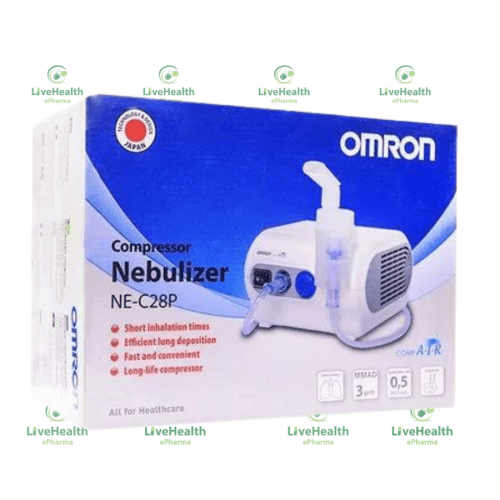 LiveHealth
ePharma
LiveHealth
ePharma
LiveHealth
ePharma
LiveHealth
ePharma
TECHNOLOGY & DESIGN
JAPAN
OMRON
Compressor
Nebulizer
NE-C28P
Short inhalation times
Efficient lung deposition
Fast and convenient
Long-life compressor
All for Healthcare
OMRON
OMRON
COMP A-I-R
MMAD
3 µm
0,5
LiveHealth
ePharma
LiveHealth
ePharma
LiveHealth
ePharma
LiveHealth
ePharma